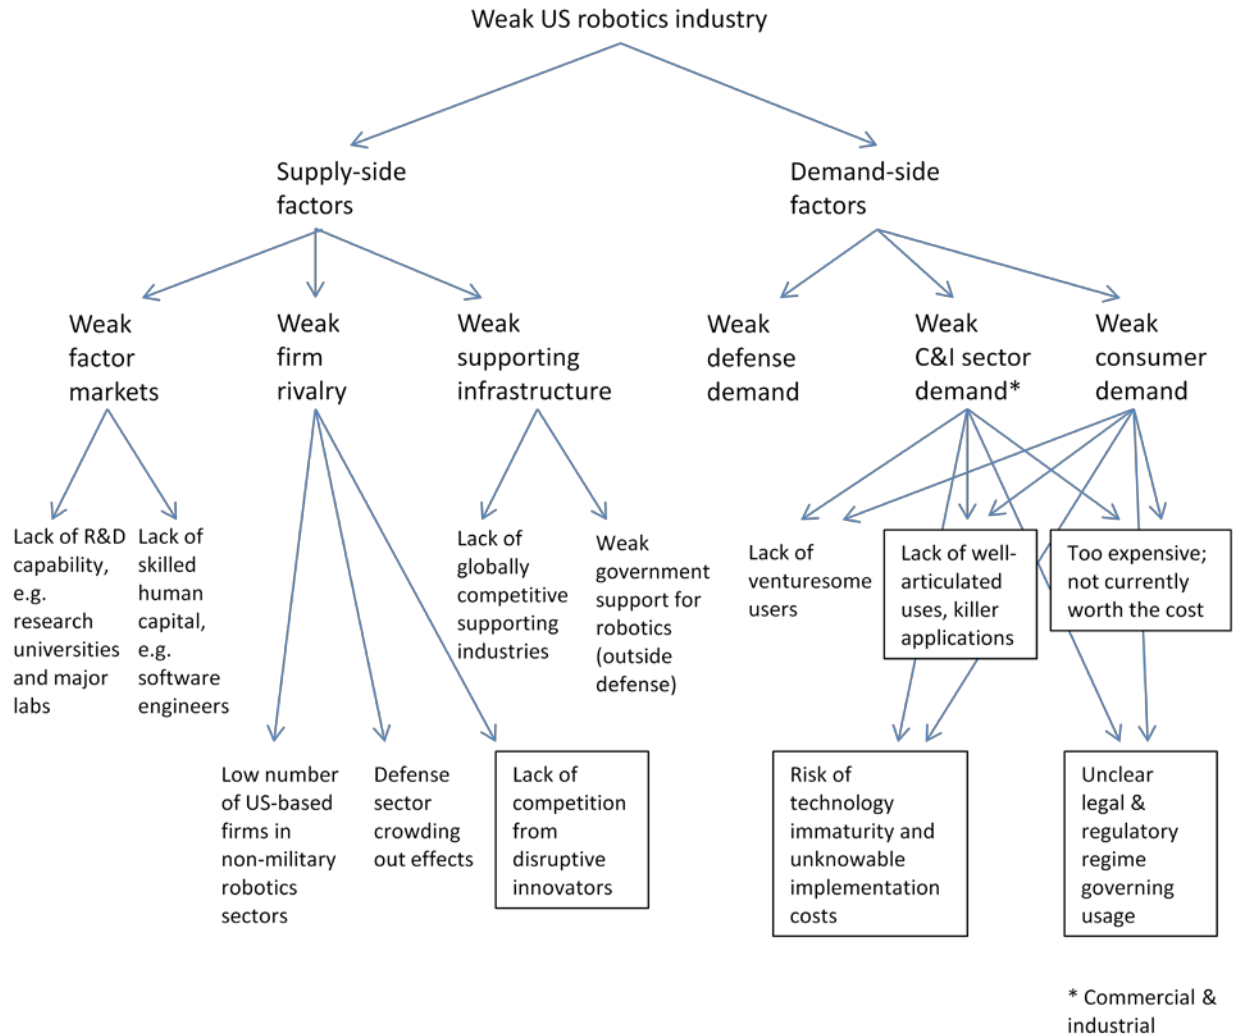 Weak US robotics industry
Supply-side
factors
Demand-side
factors
Weak
factor
markets
Weak
firm
rivalry
Weak
supporting
infrastructure
Weak
defense
demand
Weak
C&I sector
demand*
Weak
consumer
demand
Lack of R&D
capability,
e.g.
research
universities
and major
labs
Lack of
skilled
human
capital,
e.g.
software
engineers
Lack of
globally
competitive
supporting
industries
Weak
government
support for
robotics
(outside
defense)
Lack of
venturesome
users
Lack of well-
articulated
uses, killer
applications
Too expensive;
not currently
worth the cost
Low number
of US-based
firms in
non-military
robotics
sectors
Defense
sector
crowding
out effects
Lack of
competition
from
disruptive
innovators
Risk of
technology
immaturity and
unknowable
implementation
costs
Unclear
legal &
regulatory
regime
governing
usage
* Commercial &
industrial